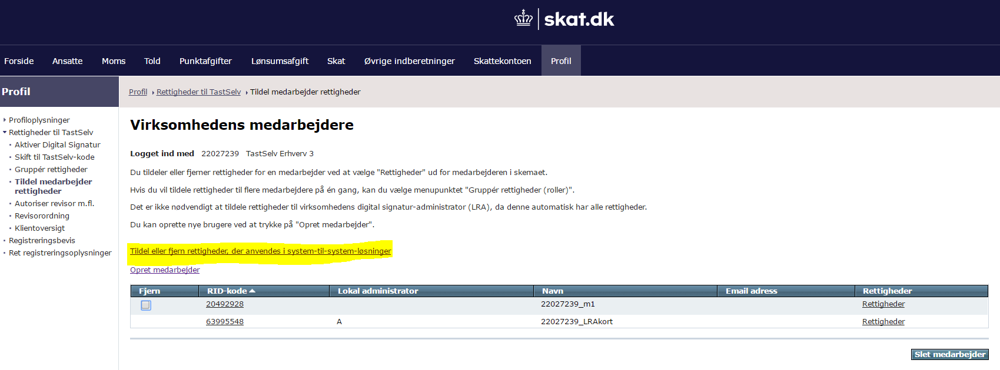 skat.dk
Forside Ansatte Moms Told Punktafgifter Lønsumsafgift Skat Øvrige indberetninger Skattekontoen Profil
Profil
Profil Rettigheder til TastSelv Tildel medarbejder rettigheder
Profiloplysninger
Rettigheder til TastSelv
Aktiver Digital Signatur
Skift til TastSelv-kode
Gruppér rettigheder
Tildel medarbejder
rettigheder
Autoriser revisor m.fl.
Revisorordning
Klientoversigt
Registreringsbevis
Ret registreringsoplysninger
Virksomhedens medarbejdere
Logget ind med 22027239 TastSelv Erhverv 3
Du tildeler eller fjerner rettigheder for en medarbejder ved at vælge "Rettigheder" ud for medarbejderen i skemaet.
Hvis du vil tildele rettigheder til flere medarbejdere på én gang, kan du vælge menupunktet "Gruppér rettigheder (roller)".
Det er ikke nødvendigt at tildele rettigheder til virksomhedens digital signatur-administrator (LRA), da denne automatisk har alle rettigheder.
Du kan oprette nye brugere ved at trykke på "Opret medarbejder".
Tildel eller fjern rettigheder, der anvendes i system-til-system-løsninger
Opret medarbejder
Fjern RID-kode Lokal administrator Navn Email adress Rettigheder
20492928 22027239_m1 Rettigheder
63995548 A 22027239_LRAkort Rettigheder
Slet medarbejder